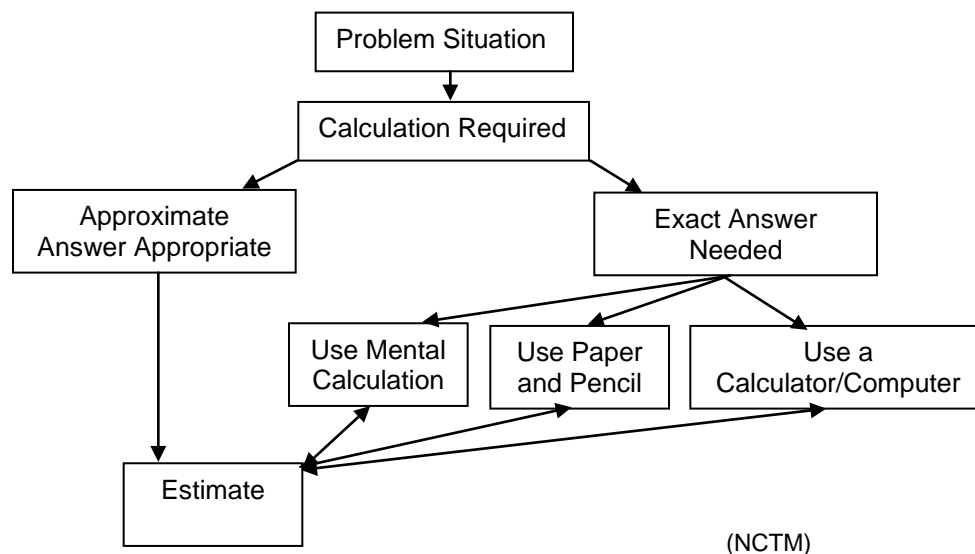 Problem Situation
Calculation Required
Approximate
Answer Appropriate
Exact Answer
Needed
Use Mental
Calculation
Use Paper
and Pencil
Use a
Calculator/Computer
Estimate
(NCTM)